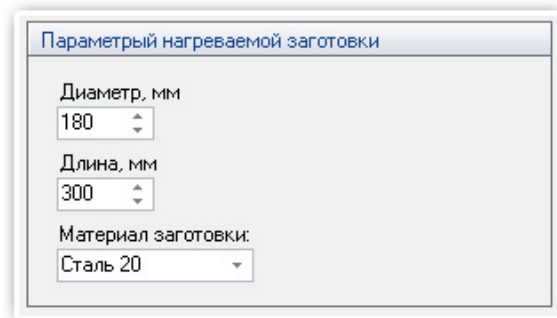 Параметрый нагреваемой заготовки
Диаметр, мм
180
Длина, мм
300
Материал заготовки:
Сталь 20